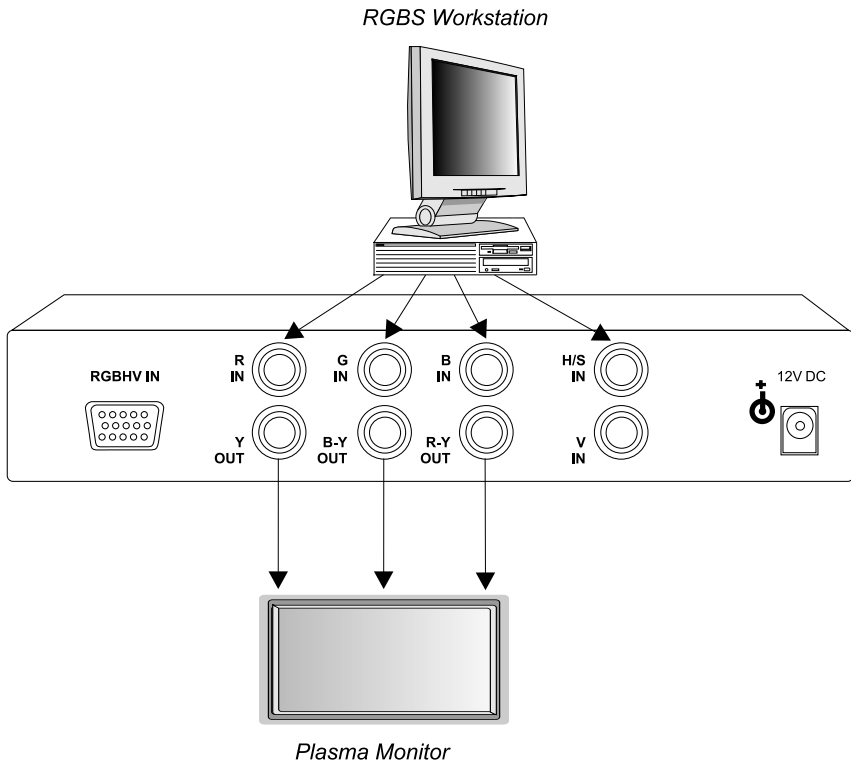 RGBS Workstation
RGBHV IN
R
IN
G
IN
B
IN
H/S
IN
+
12V DC
Y
OUT
B-Y
OUT
R-Y
OUT
V
IN
Plasma Monitor